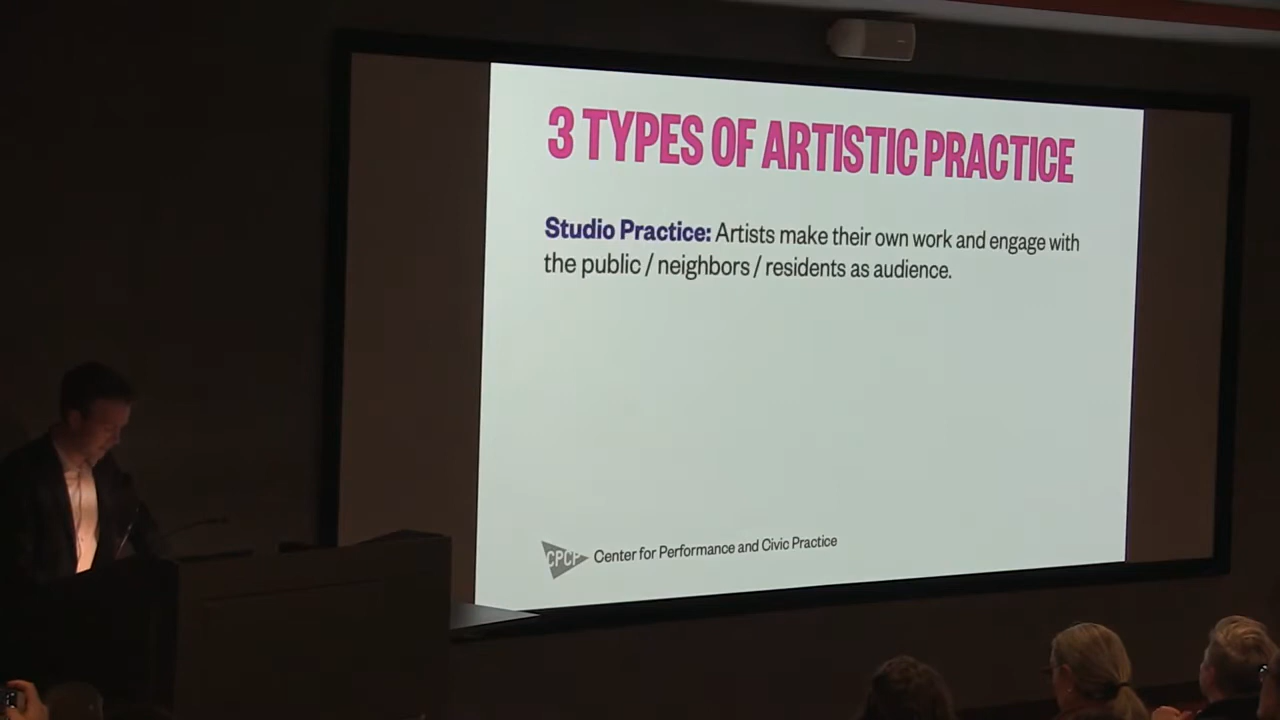 3 TYPES OF ARTISTIC PRACTICE
Studio Practice: Artists make their own work and engage with
the public / neighbors / residents as audience.
CPCP Center for Performance and Civic Practice